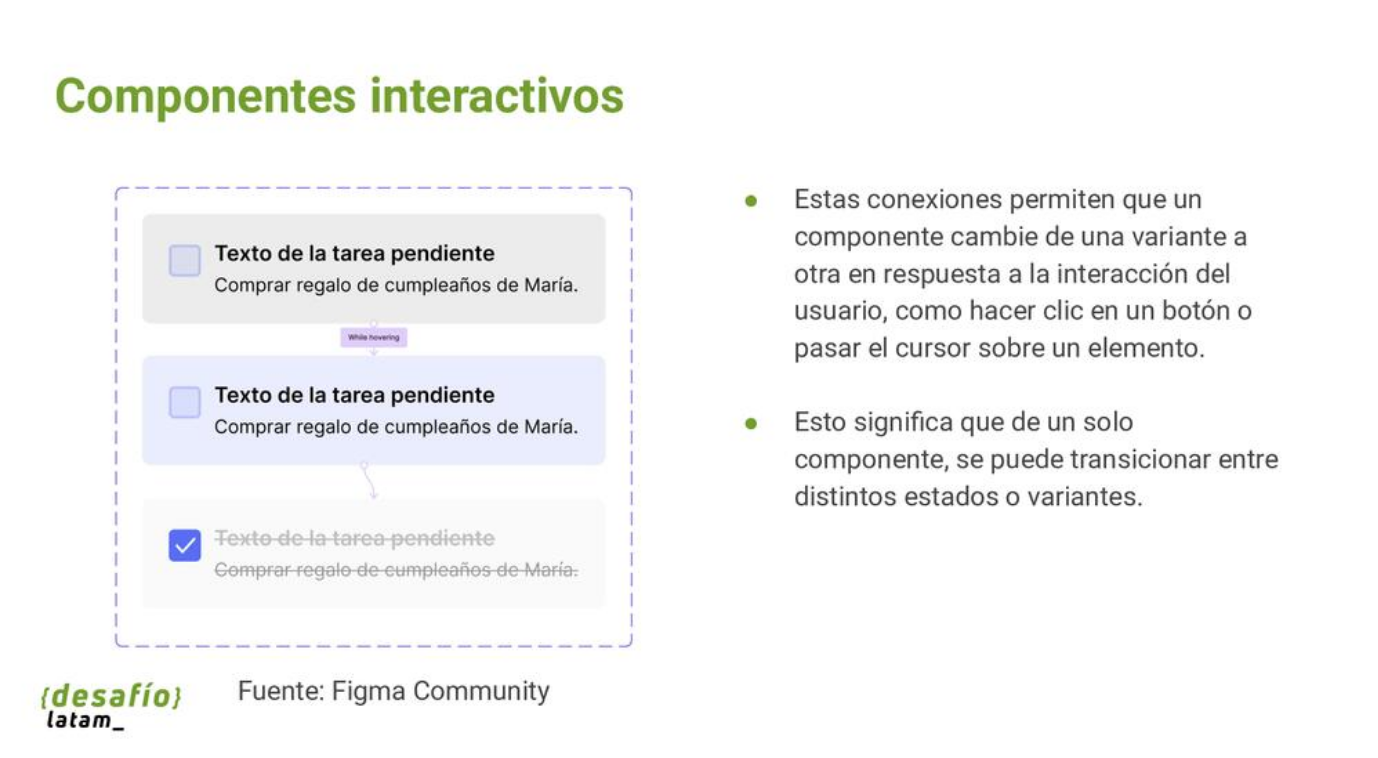 Componentes interactivos
Texto de la tarea pendiente
Comprar regalo de cumpleaños de María.
While hovering
Texto de la tarea pendiente
Comprar regalo de cumpleaños de María.
Texto de la tarea pendiente
Comprar regalo de cumpleaños de María.
Estas conexiones permiten que un
componente cambie de una variante a
otra en respuesta a la interacción del
usuario, como hacer clic en un botón o
pasar el cursor sobre un elemento.
Esto significa que de un solo
componente, se puede transicionar entre
distintos estados o variantes.
{desafío}
latam_
Fuente: Figma Community